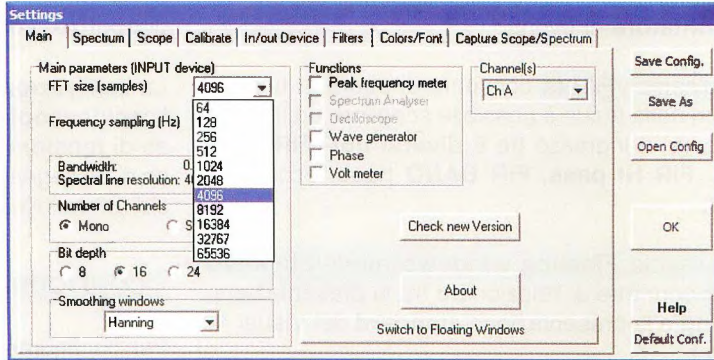 Settings
Main Spectrum Scope Calibrate In/out Device Filters Colors/Font Capture Scope/Spectrum
Main parameters (INPUT device)
FFT size (samples) 4096
64
128
256
512
1024
2048
4096
8192
16384
32767
65536
Frequency sampling (Hz)
Bandwidth: 0.
Spectral line resolution: 40
Number of Channels
Mono S
Bit depth
8 16 24
Smoothing windows
Hanning
Functions
Peak frequency meter
Spectrum Analyser
Oscilloscope
Wave generator
Phase
Volt meter
Channel(s)
Ch A
Check new Version
About
Switch to Floating Windows
Save Config.
Save As
Open Config
OK
Help
Default Conf.